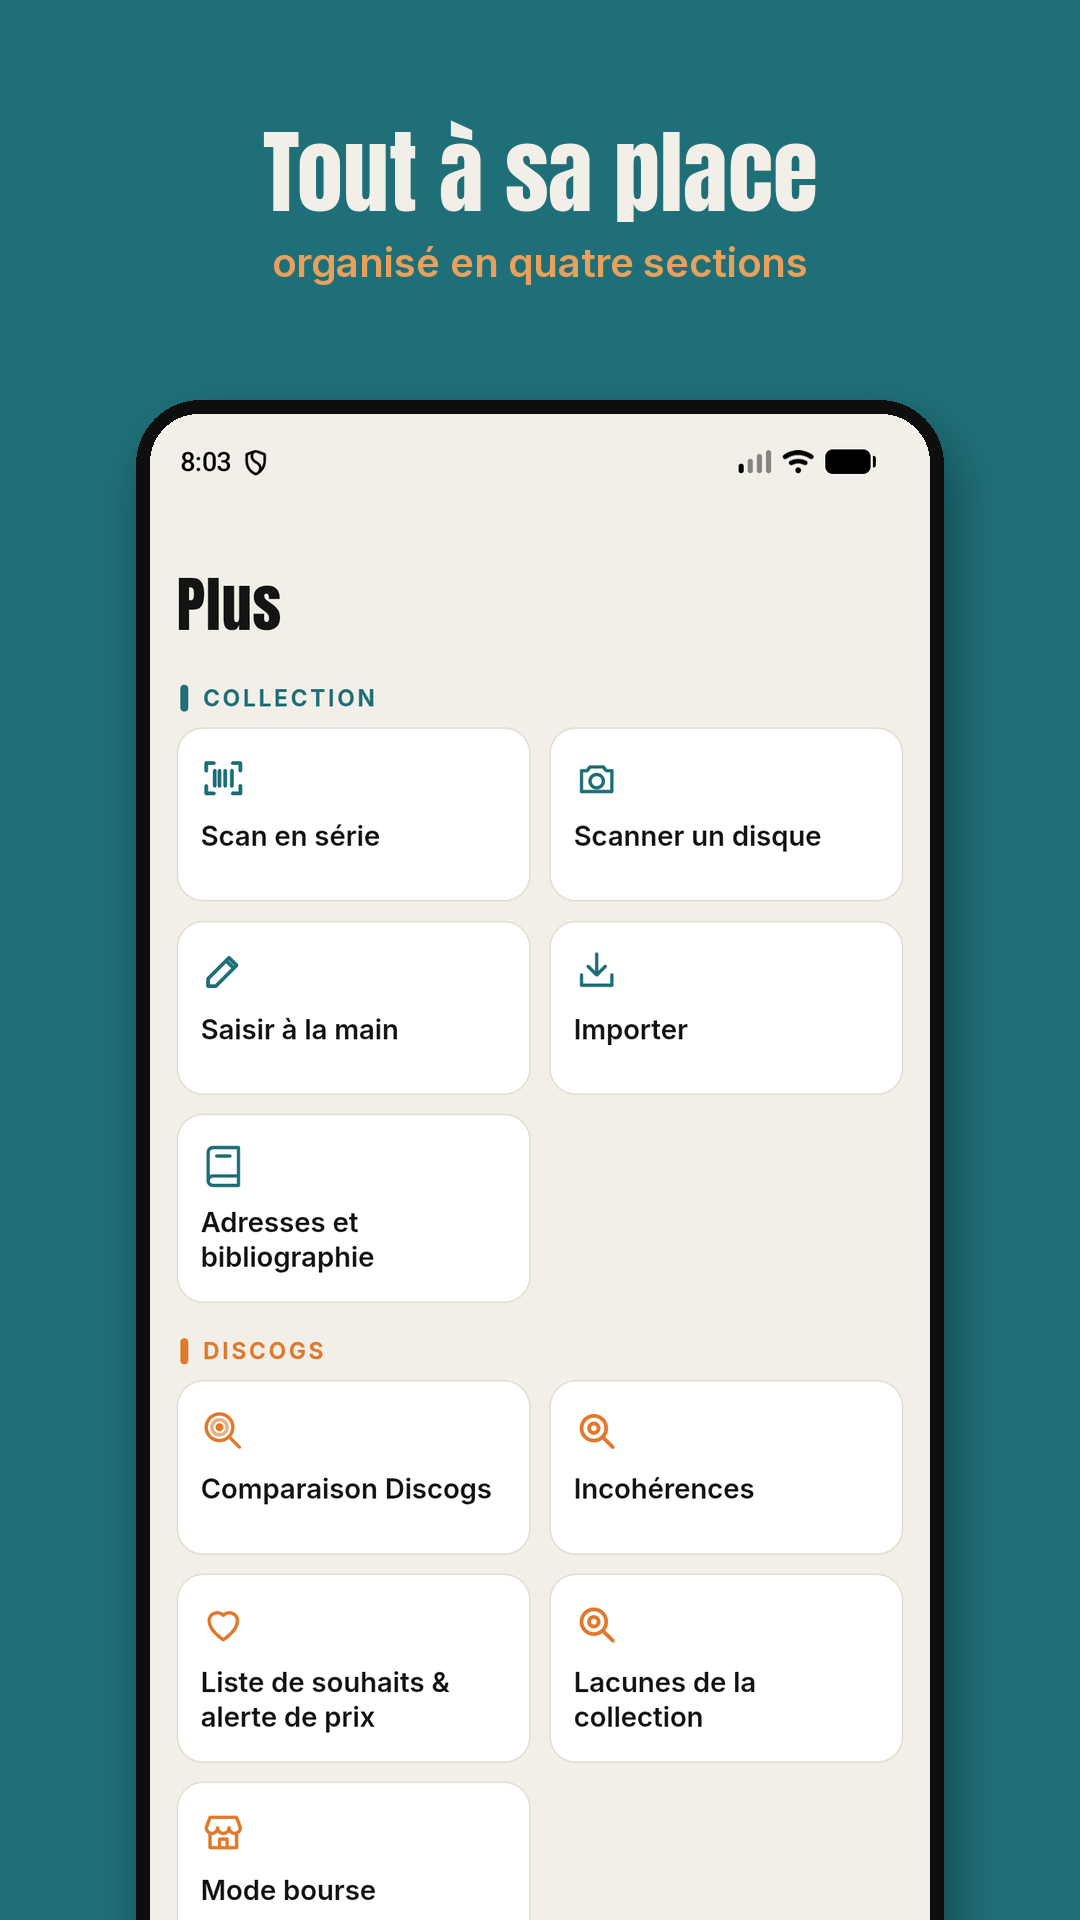 Tout à sa place
organisé en quatre sections
8:03
Plus
COLLECTION
Scan en série
Scanner un disque
Saisir à la main
Importer
Adresses et
bibliographie
DISCOGS
Comparaison Discogs
Incohérences
Liste de souhaits &
alerte de prix
Lacunes de la
collection
Mode bourse